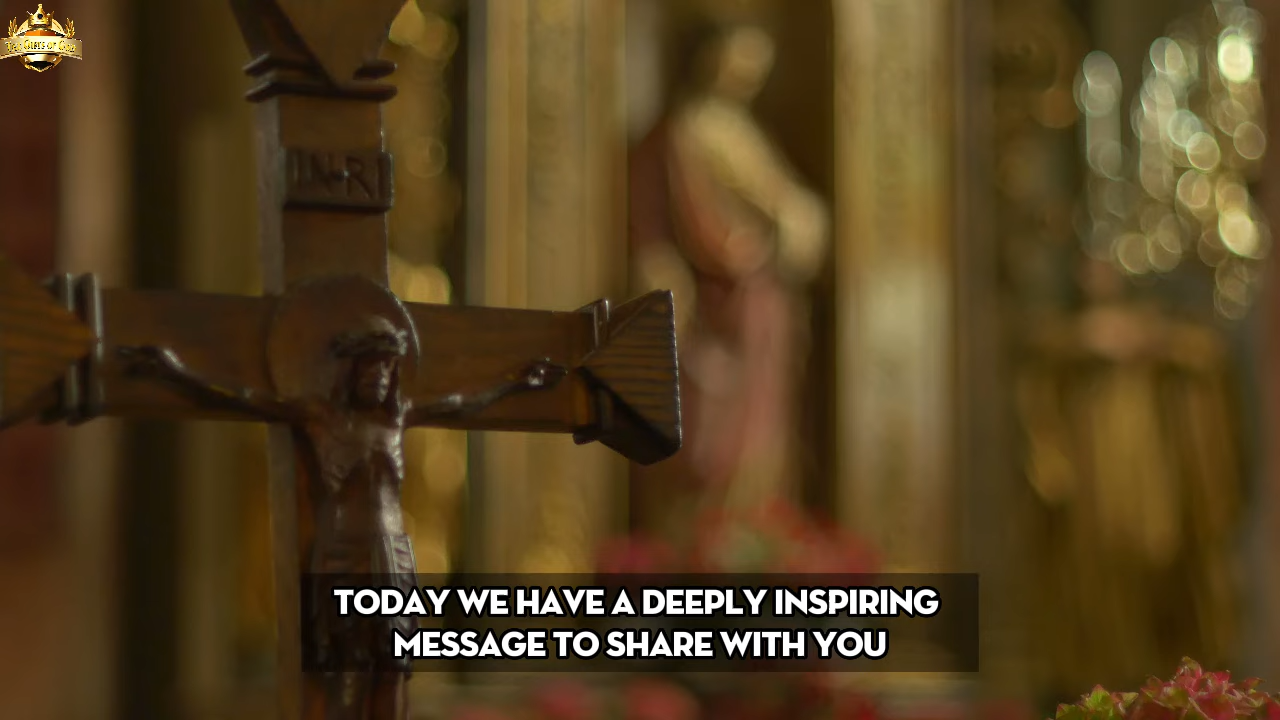 INRI
TODAY WE HAVE A DEEPLY INSPIRING
MESSAGE TO SHARE WITH YOU